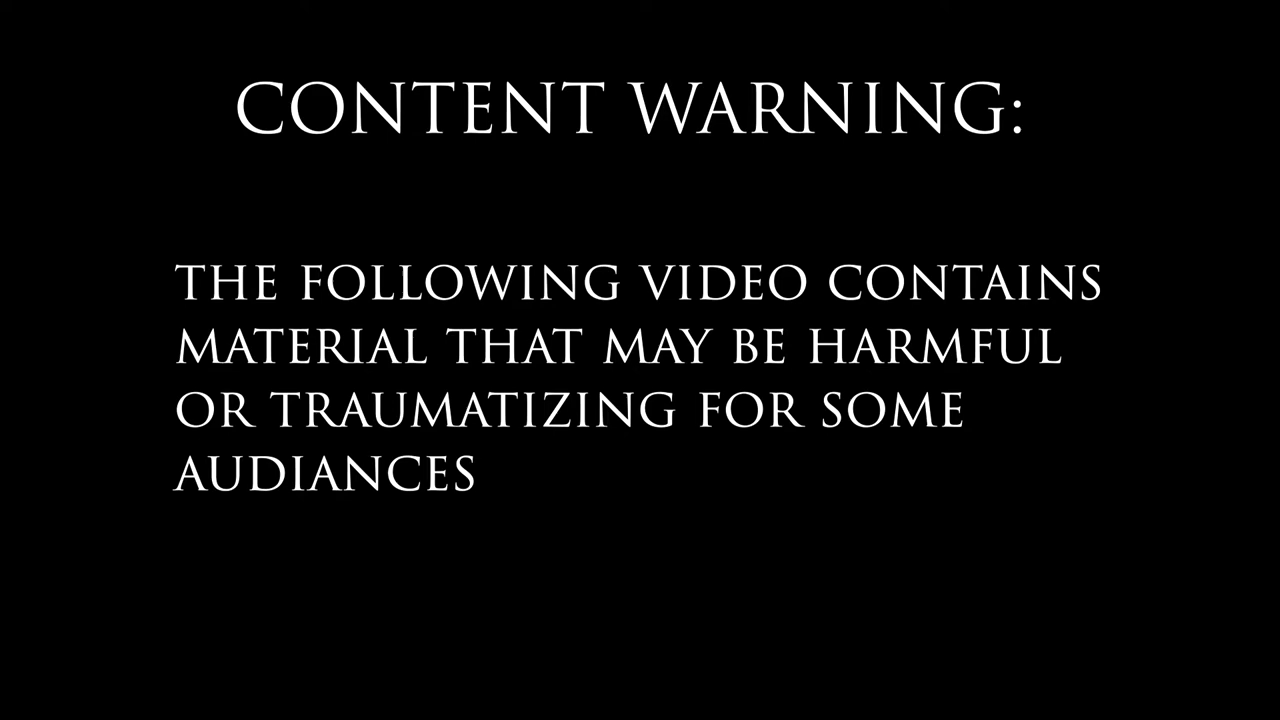 CONTENT WARNING:
THE FOLLOWING VIDEO CONTAINS
MATERIAL THAT MAY BE HARMFUL
OR TRAUMATIZING FOR SOME
AUDIANCES